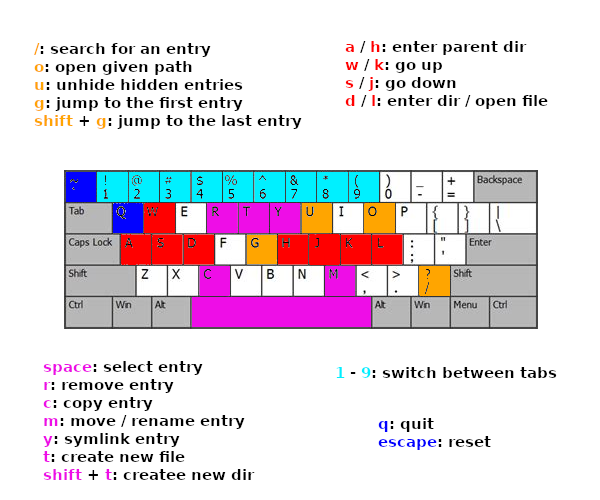 /: search for an entry
o: open given path
u: unhide hidden entries
g: jump to the first entry
shift + g: jump to the last entry
a / h: enter parent dir
w / k: go up
s / j: go down
d / l: enter dir / open file
~ ! @ # $ % ^ & * ( ) _ + Backspace
` 1 2 3 4 5 6 7 8 9 0 - =
Tab Q W E R T Y U I O P { } |
[ ] \
Caps Lock A S D F G H J K L : " Enter
; '
Shift Z X C V B N M < > ? Shift
, . /
Ctrl Win Alt Alt Win Menu Ctrl
space: select entry
r: remove entry
c: copy entry
m: move / rename entry
y: symlink entry
t: create new file
shift + t: createe new dir
1 - 9: switch between tabs
q: quit
escape: reset